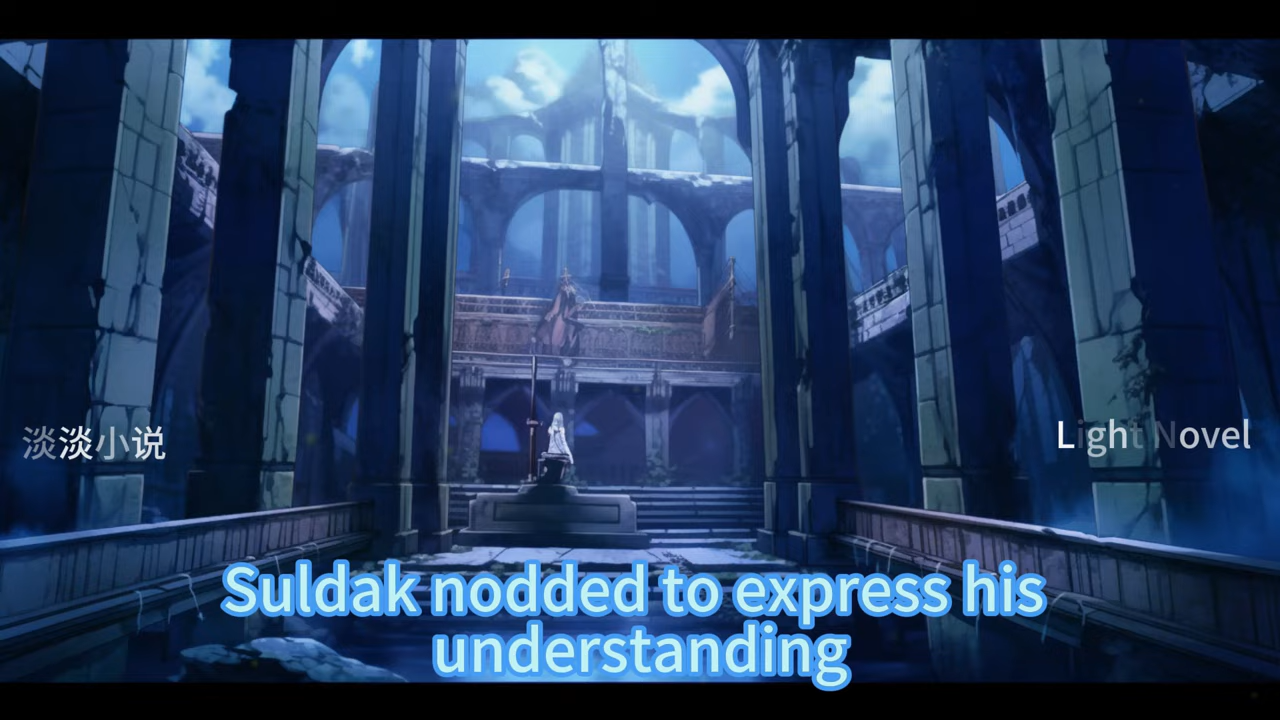 淡淡小说
Light Novel
Suldak nodded to express his
understanding